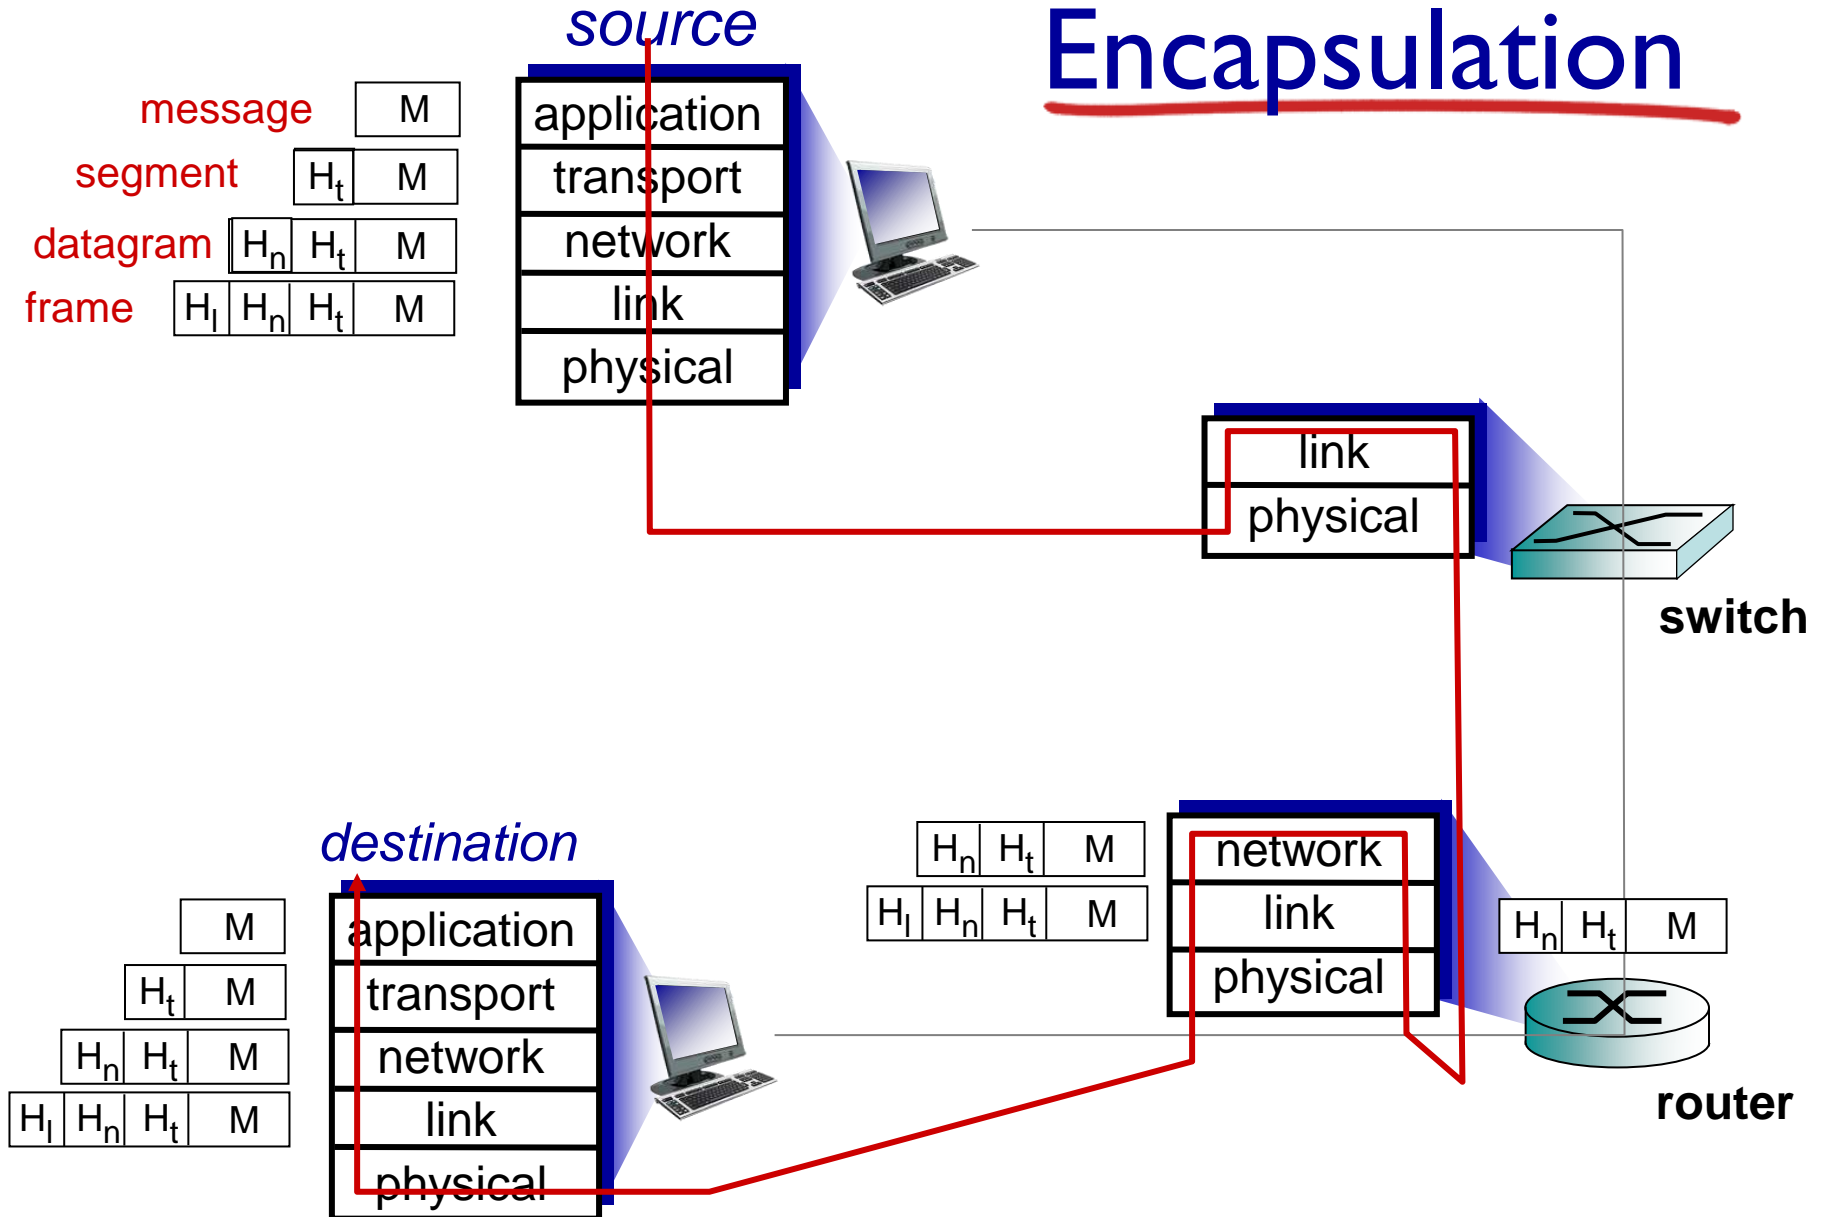 source
Encapsulation
message M
segment Ht M
datagram Hn Ht M
frame Hl Hn Ht M
application
transport
network
link
physical
link
physical
switch
destination
M
Ht M
Hn Ht M
Hl Hn Ht M
application
transport
network
link
physical
Hn Ht M
Hl Hn Ht M
network
link
physical
Hn Ht M
router